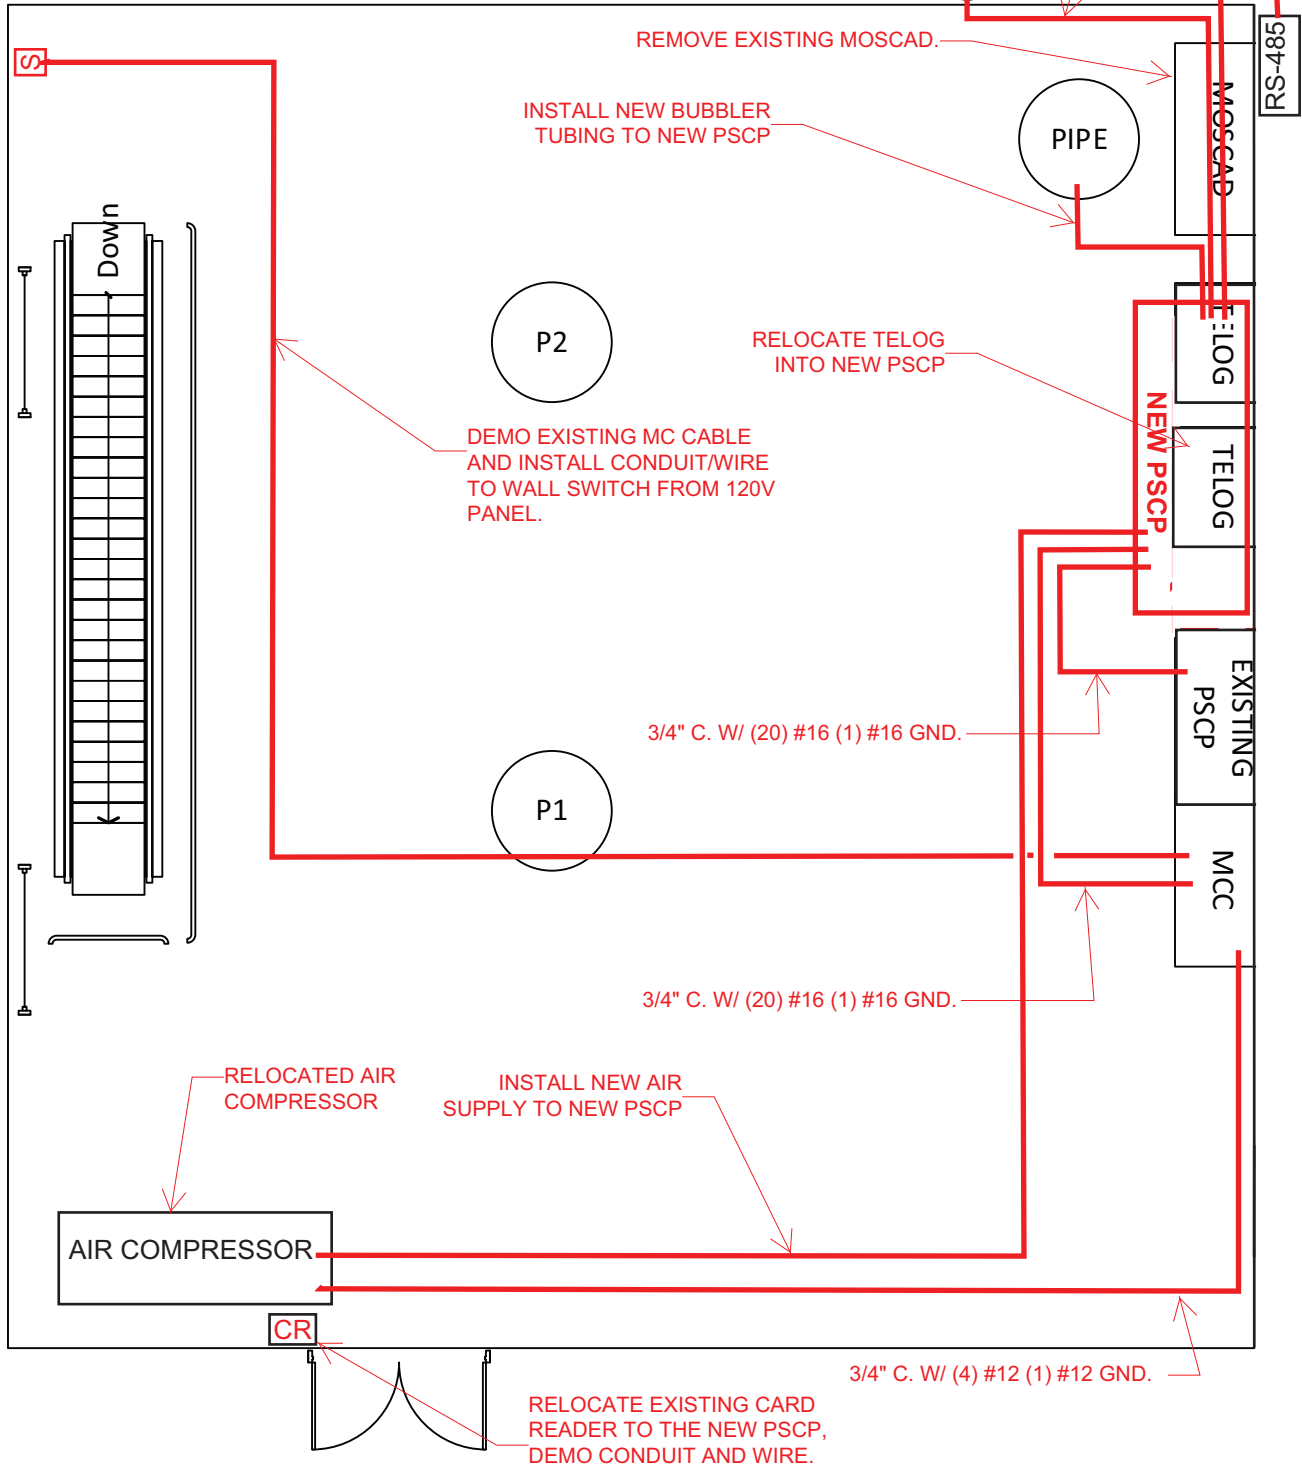 REMOVE EXISTING MOSCAD.
RS-485
S
MOSCAD
INSTALL NEW BUBBLER
TUBING TO NEW PSCP
PIPE
Down
P2
RELOCATE TELOG
INTO NEW PSCP
TELOG
NEW PSCP
TELOG
DEMO EXISTING MC CABLE
AND INSTALL CONDUIT/WIRE
TO WALL SWITCH FROM 120V
PANEL.
EXISTING
PSCP
3/4" C. W/ (20) #16 (1) #16 GND.
P1
MCC
3/4" C. W/ (20) #16 (1) #16 GND.
RELOCATED AIR
COMPRESSOR
INSTALL NEW AIR
SUPPLY TO NEW PSCP
AIR COMPRESSOR
CR
3/4" C. W/ (4) #12 (1) #12 GND.
RELOCATE EXISTING CARD
READER TO THE NEW PSCP,
DEMO CONDUIT AND WIRE.